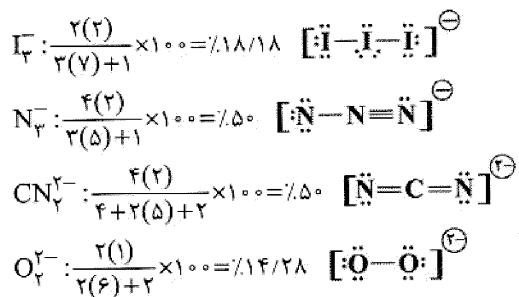 I₃⁻ : ۲(۲)/۳(۷)+۱ ×۱۰۰=٪۱۸/۱۸ [:Ï—I—Ï:]⊖
N₃⁻ : ۴(۲)/۳(۵)+۱ ×۱۰۰=٪۵۰ [:N̈—N≡N̈]⊖
CN₂²⁻ : ۴(۲)/۴+۲(۵)+۲ ×۱۰۰=٪۵۰ [N̈=C=N̈]²⁻
O₂²⁻ : ۲(۱)/۲(۶)+۲ ×۱۰۰=٪۱۴/۲۸ [:Ö—Ö:]²⁻